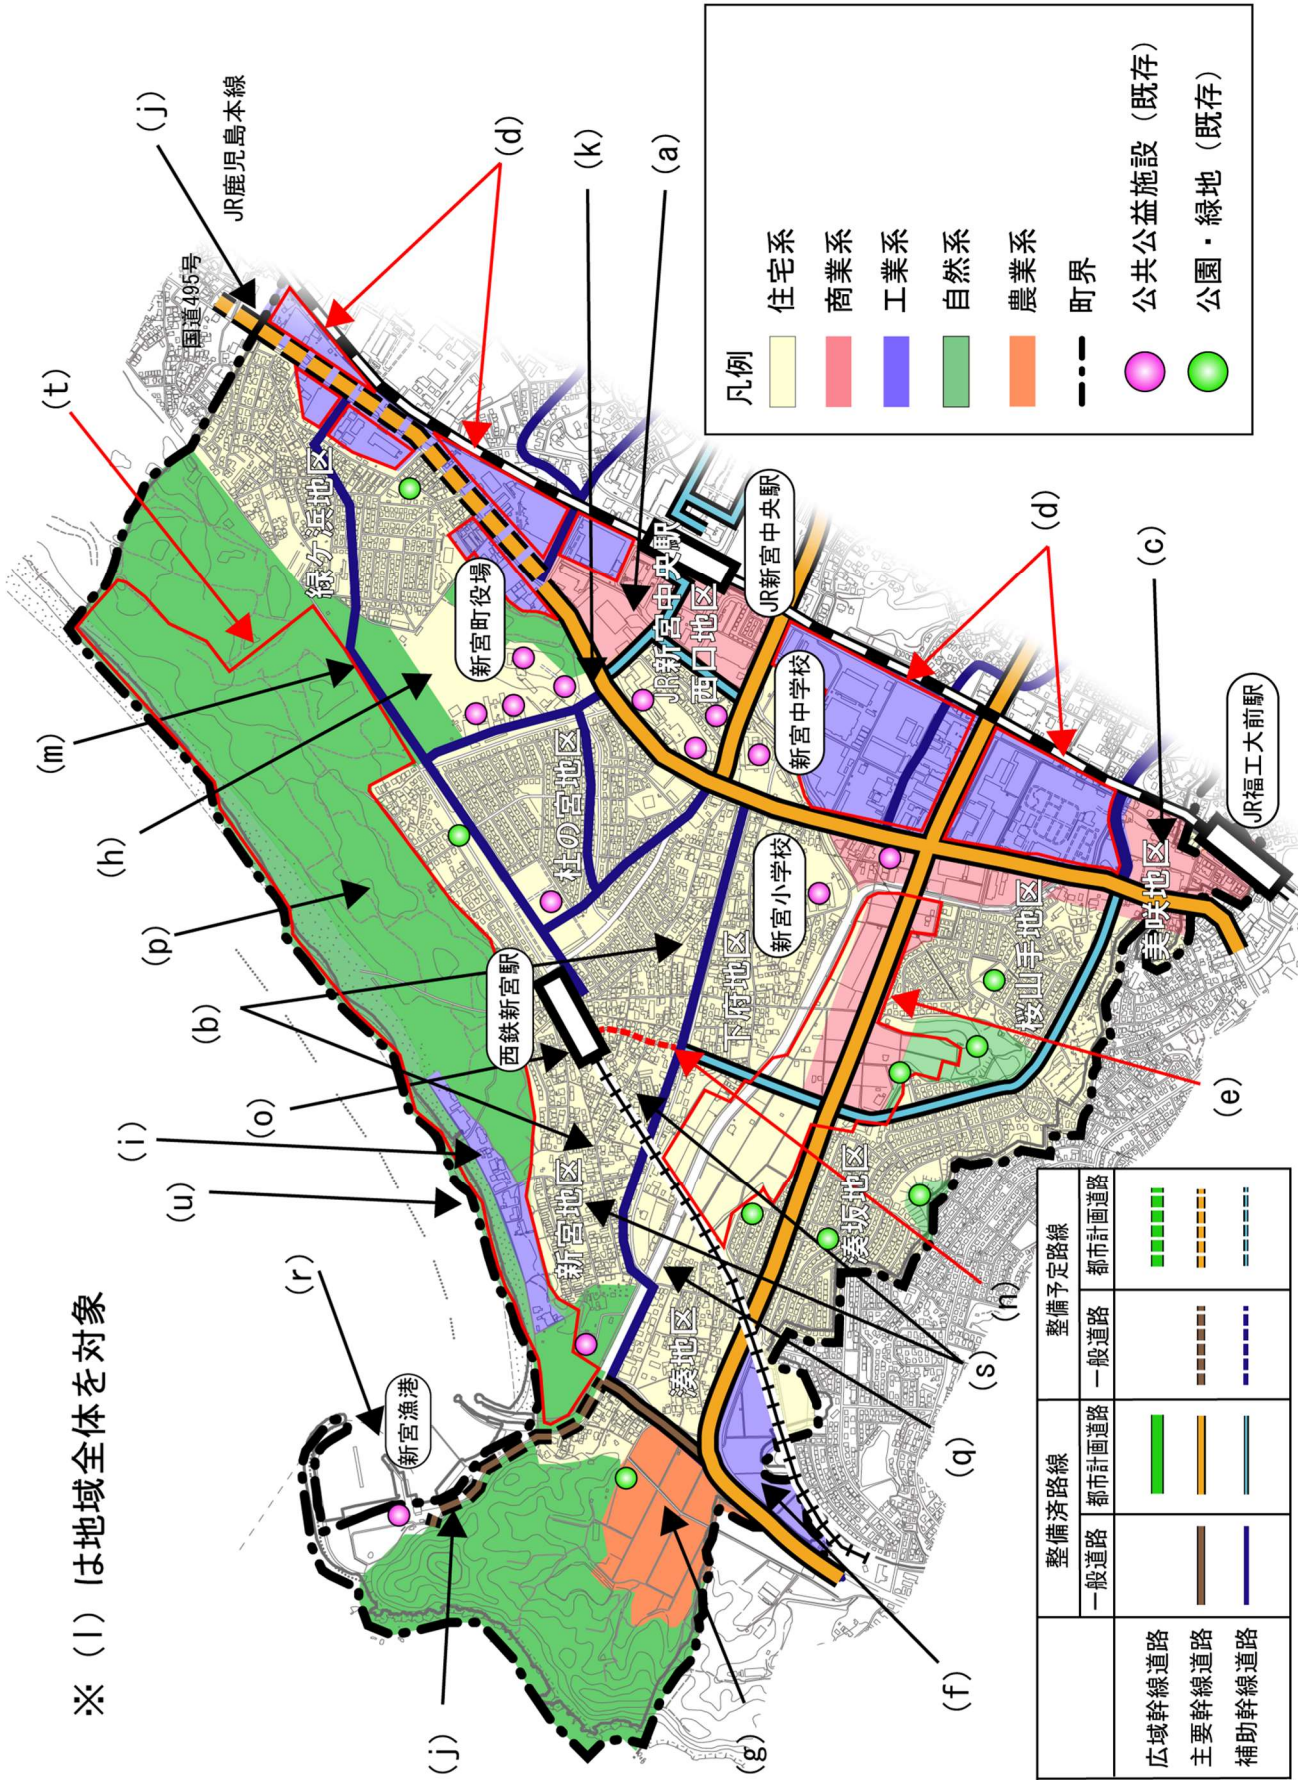 ※（l）は地域全体を対象
(j)
(g)
(f)
(r)
新宮漁港
(u)
(i)
(o)
(b)
(p)
(h)
(m)
(t)
(j)
国道495号
JR鹿児島本線
(d)
(k)
(a)
緑ケ浜地区
新宮町役場
杜の宮地区
JR新宮中央駅
西口地区
JR新宮中央駅
新宮中学校
西鉄新宮駅
新宮小学校
下府地区
新宮地区
湊地区
湊坂地区
桜山手地区
美咲地区
JR福工大前駅
(d)
(c)
(e)
(n)
(s)
(q)
凡例
住宅系
商業系
工業系
自然系
農業系
町界
公共公益施設（既存）
公園・緑地（既存）
整備済路線
整備予定路線
一般道路
都市計画道路
一般道路
都市計画道路
広域幹線道路
主要幹線道路
補助幹線道路